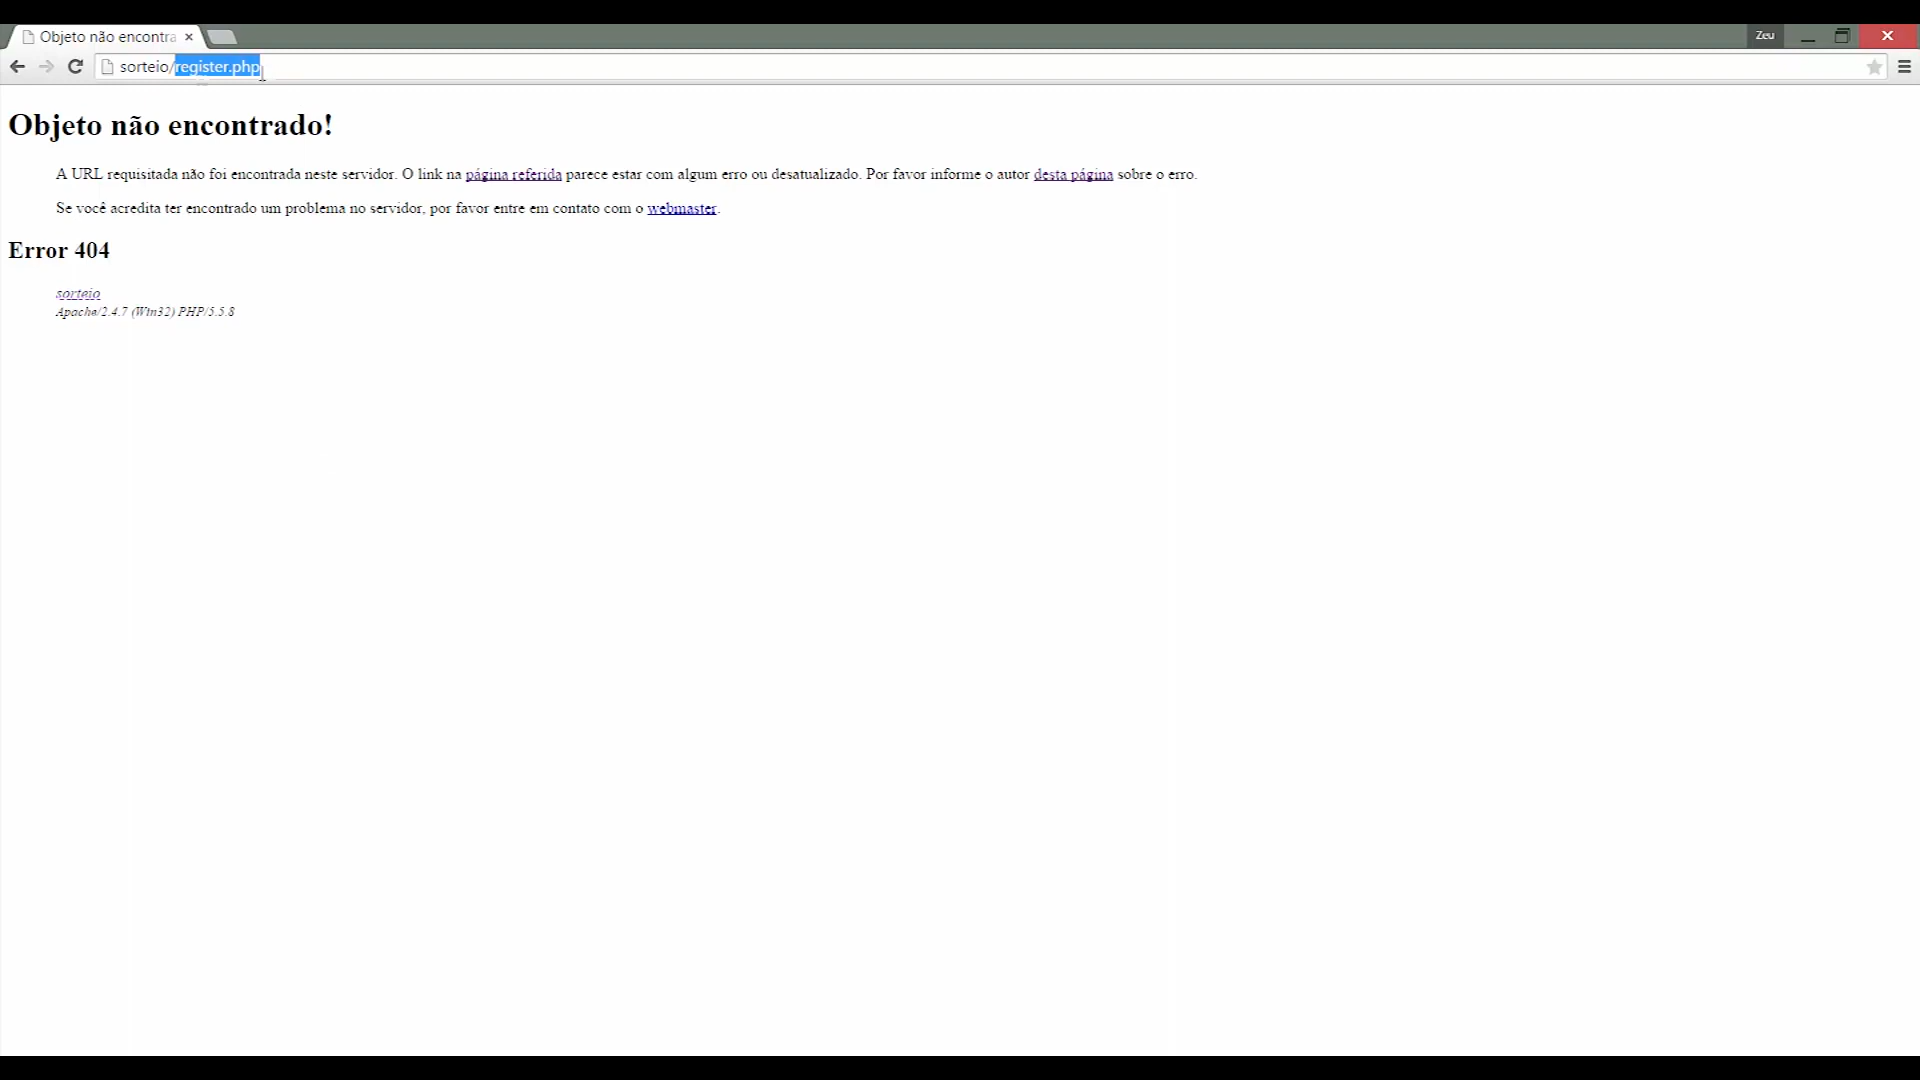 Objeto não encontra
Zeu
sorteio/register.php
Objeto não encontrado!
A URL requisitada não foi encontrada neste servidor. O link na página referida parece estar com algum erro ou desatualizado. Por favor informe o autor desta página sobre o erro.
Se você acredita ter encontrado um problema no servidor, por favor entre em contato com o webmaster.
Error 404
sorteio
Apache/2.4.7 (Win32) PHP/5.5.8